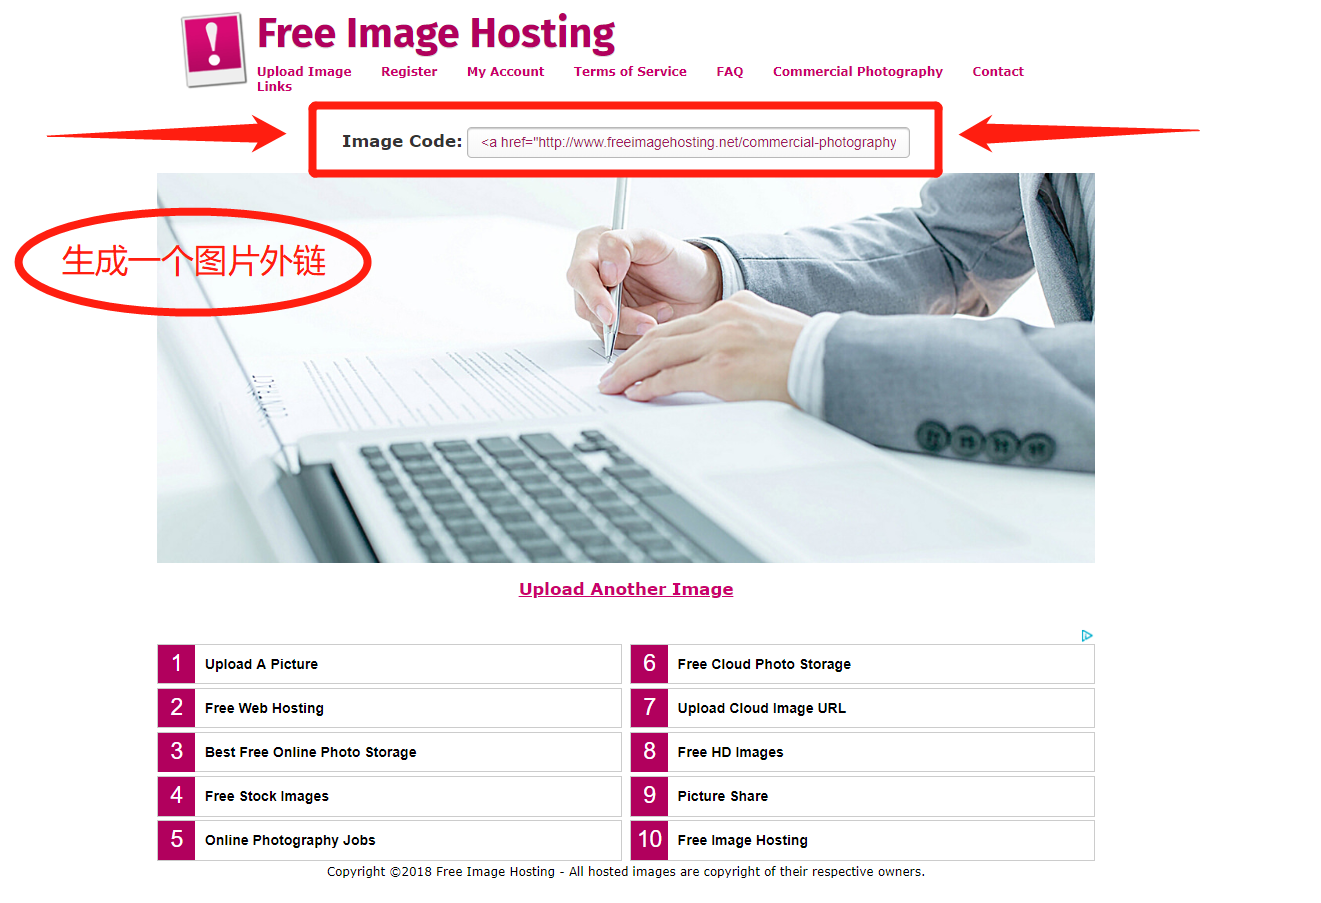 Free Image Hosting
Upload Image Register My Account Terms of Service FAQ Commercial Photography Contact
Links
Image Code: <a href="http://www.freeimagehosting.net/commercial-photography
生成一个图片外链
Upload Another Image
1 Upload A Picture
2 Free Web Hosting
3 Best Free Online Photo Storage
4 Free Stock Images
5 Online Photography Jobs
6 Free Cloud Photo Storage
7 Upload Cloud Image URL
8 Free HD Images
9 Picture Share
10 Free Image Hosting
Copyright ©2018 Free Image Hosting - All hosted images are copyright of their respective owners.